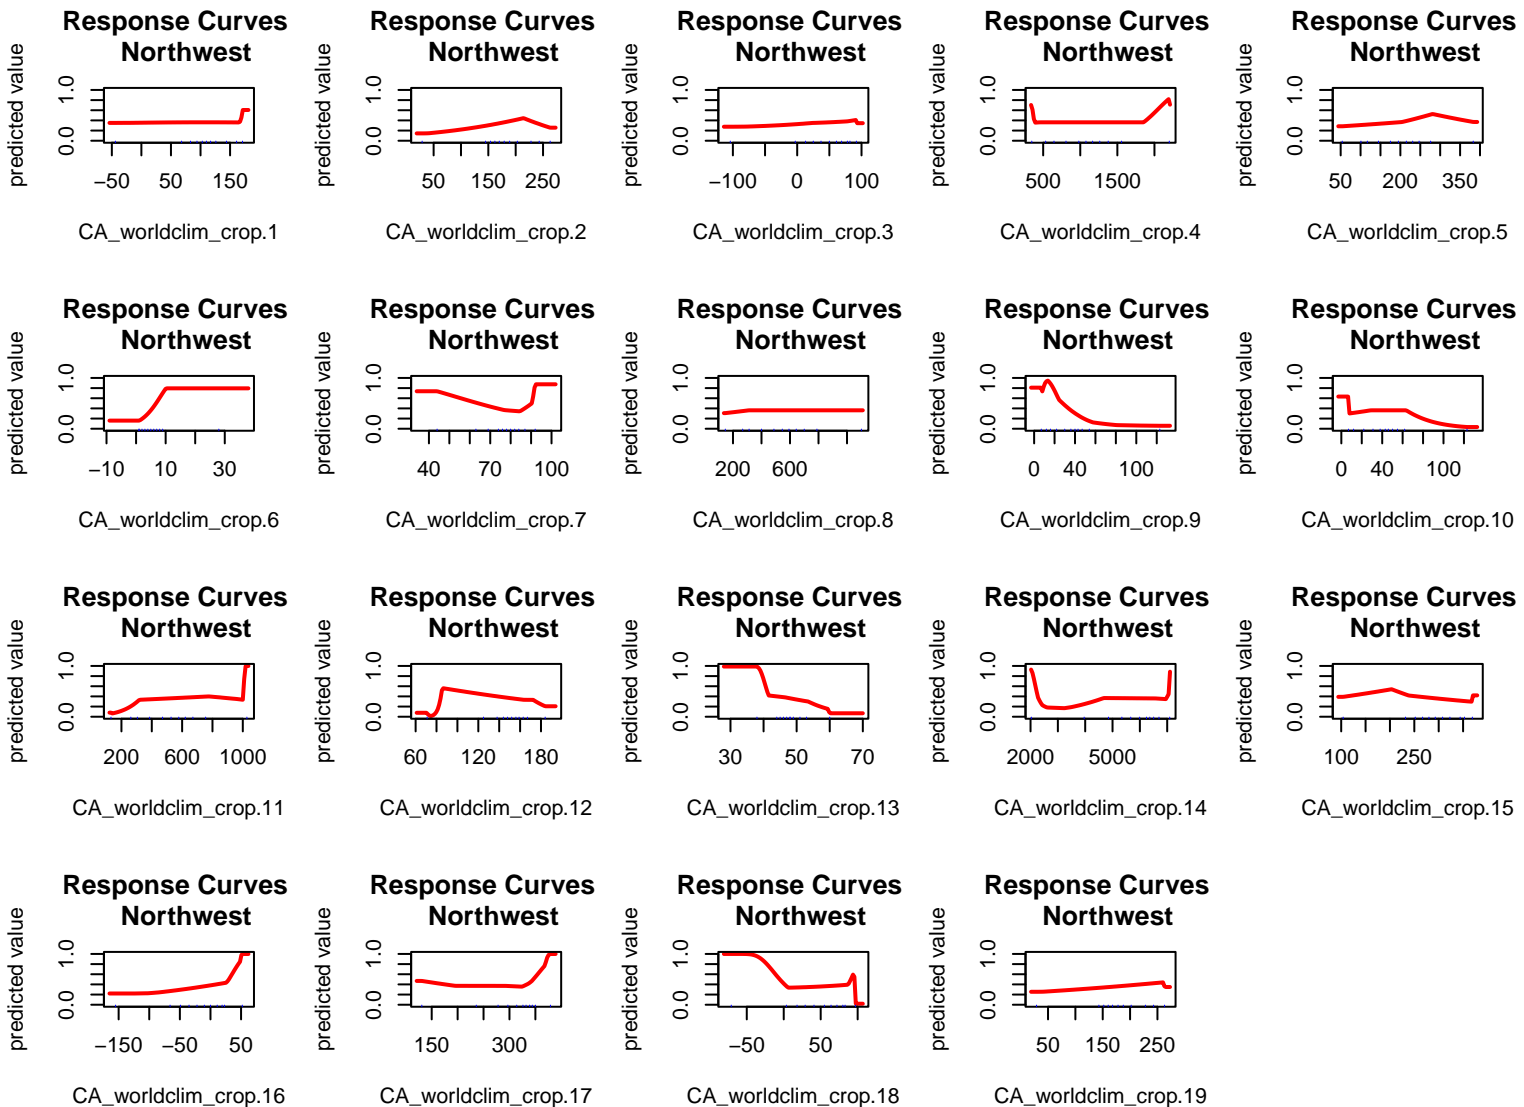 Response Curves
Northwest
predicted value
0.0 1.0
−50 50 150
CA_worldclim_crop.1
Response Curves
Northwest
predicted value
0.0 1.0
50 150 250
CA_worldclim_crop.2
Response Curves
Northwest
predicted value
0.0 1.0
−100 0 100
CA_worldclim_crop.3
Response Curves
Northwest
predicted value
0.0 1.0
500 1500
CA_worldclim_crop.4
Response Curves
Northwest
predicted value
0.0 1.0
50 200 350
CA_worldclim_crop.5
Response Curves
Northwest
predicted value
0.0 1.0
−10 10 30
CA_worldclim_crop.6
Response Curves
Northwest
predicted value
0.0 1.0
40 70 100
CA_worldclim_crop.7
Response Curves
Northwest
predicted value
0.0 1.0
200 600
CA_worldclim_crop.8
Response Curves
Northwest
predicted value
0.0 1.0
0 40 100
CA_worldclim_crop.9
Response Curves
Northwest
predicted value
0.0 1.0
0 40 100
CA_worldclim_crop.10
Response Curves
Northwest
predicted value
0.0 1.0
200 600 1000
CA_worldclim_crop.11
Response Curves
Northwest
predicted value
0.0 1.0
60 120 180
CA_worldclim_crop.12
Response Curves
Northwest
predicted value
0.0 1.0
30 50 70
CA_worldclim_crop.13
Response Curves
Northwest
predicted value
0.0 1.0
2000 5000
CA_worldclim_crop.14
Response Curves
Northwest
predicted value
0.0 1.0
100 250
CA_worldclim_crop.15
Response Curves
Northwest
predicted value
0.0 1.0
−150 −50 50
CA_worldclim_crop.16
Response Curves
Northwest
predicted value
0.0 1.0
150 300
CA_worldclim_crop.17
Response Curves
Northwest
predicted value
0.0 1.0
−50 50
CA_worldclim_crop.18
Response Curves
Northwest
predicted value
0.0 1.0
50 150 250
CA_worldclim_crop.19